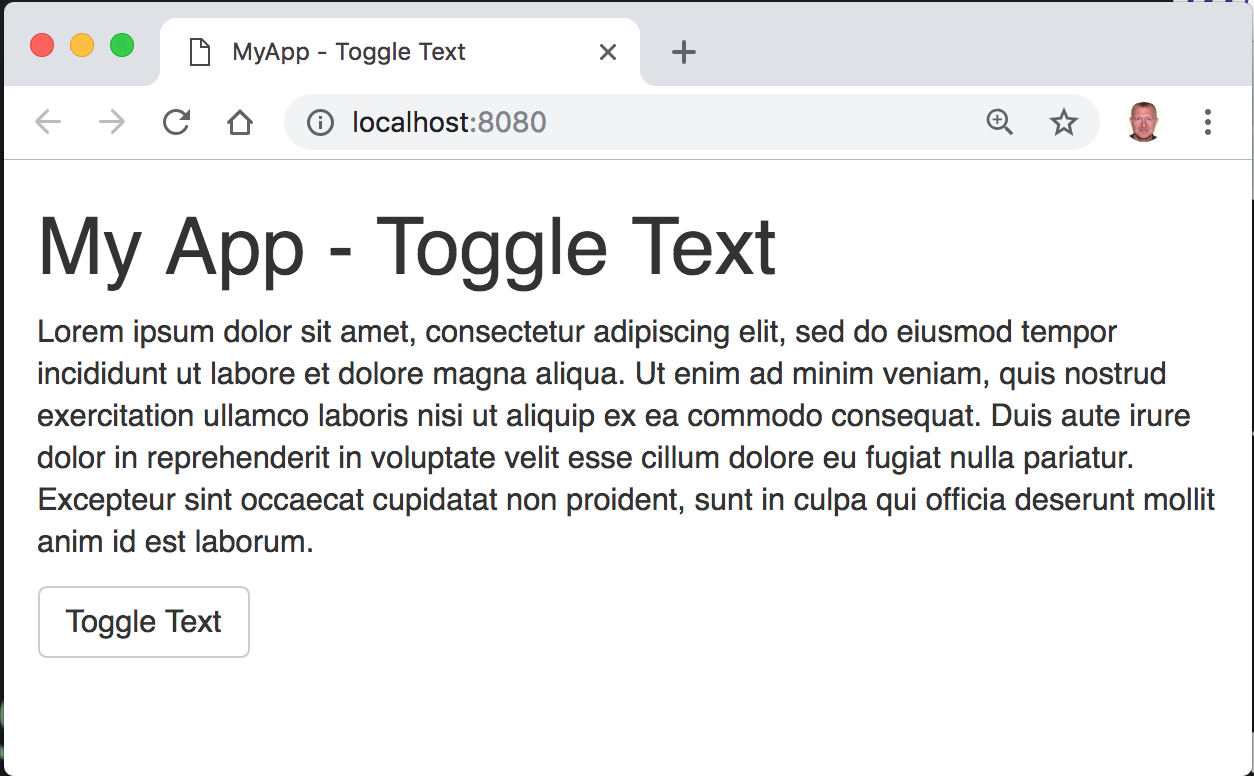 MyApp - Toggle Text
localhost:8080
My App - Toggle Text
Lorem ipsum dolor sit amet, consectetur adipiscing elit, sed do eiusmod tempor
incididunt ut labore et dolore magna aliqua. Ut enim ad minim veniam, quis nostrud
exercitation ullamco laboris nisi ut aliquip ex ea commodo consequat. Duis aute irure
dolor in reprehenderit in voluptate velit esse cillum dolore eu fugiat nulla pariatur.
Excepteur sint occaecat cupidatat non proident, sunt in culpa qui officia deserunt mollit
anim id est laborum.
Toggle Text